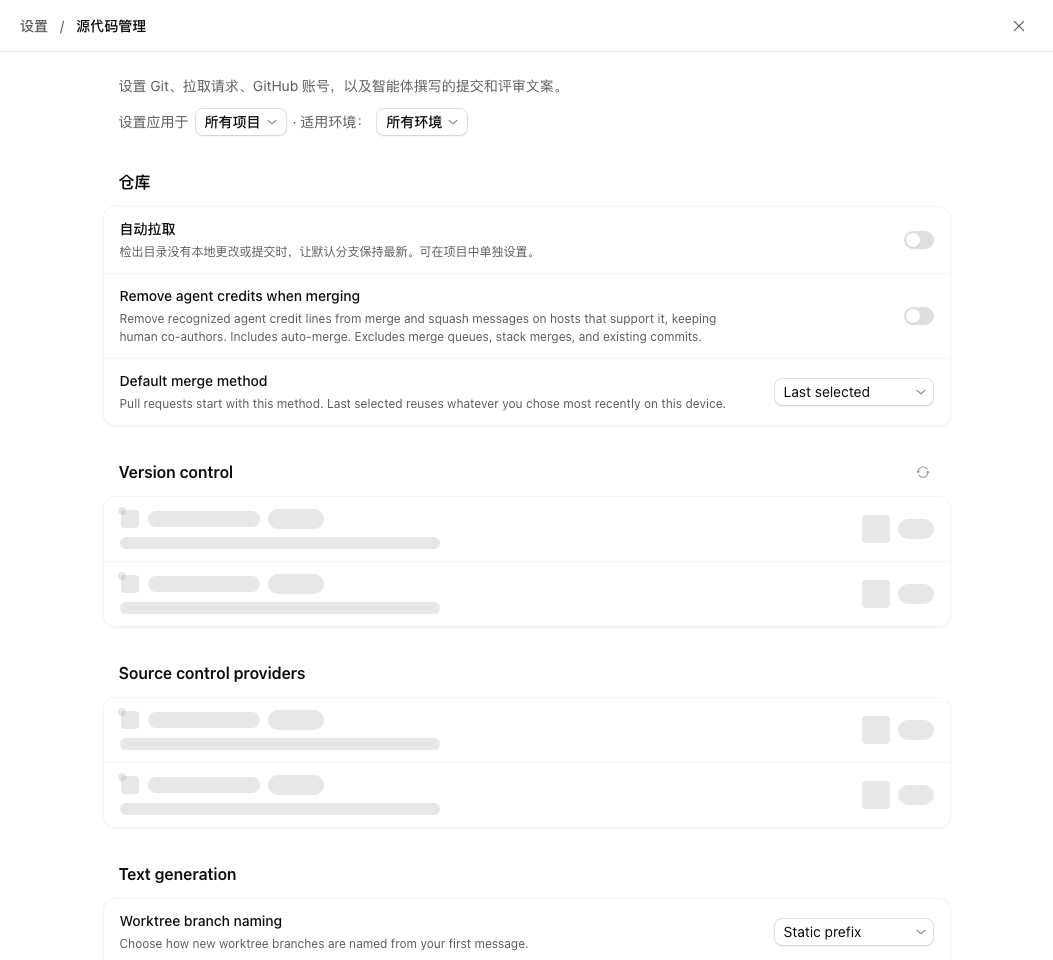 设置 / 源代码管理
设置 Git、拉取请求、GitHub 账号，以及智能体撰写的提交和评审文案。
设置应用于 所有项目 · 适用环境： 所有环境
仓库
自动拉取
检出目录没有本地更改或提交时，让默认分支保持最新。可在项目中单独设置。
Remove agent credits when merging
Remove recognized agent credit lines from merge and squash messages on hosts that support it, keeping
human co-authors. Includes auto-merge. Excludes merge queues, stack merges, and existing commits.
Default merge method
Pull requests start with this method. Last selected reuses whatever you chose most recently on this device.
Last selected
Version control
Source control providers
Text generation
Worktree branch naming
Choose how new worktree branches are named from your first message.
Static prefix